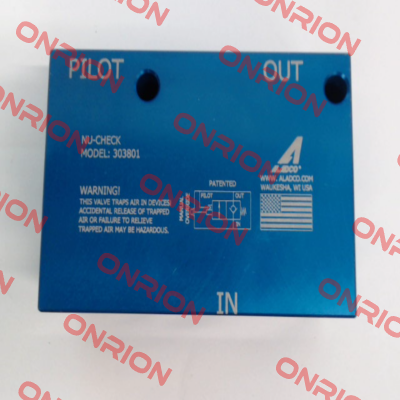 PILOT OUT
NU-CHECK
MODEL: 303801
ALADCO®
WWW.ALADCO.COM
WAUKESHA, WI USA
WARNING!
THIS VALVE TRAPS AIR IN DEVICES
ACCIDENTAL RELEASE OF TRAPPED
AIR OR FAILURE TO RELIEVE
TRAPPED AIR MAY BE HAZARDOUS.
PATENTED
PILOT OUT
MANUAL
IN
ONRION
ONRION
ONRION
ONRION
ONRION
ONRION
ONRION
ONRION